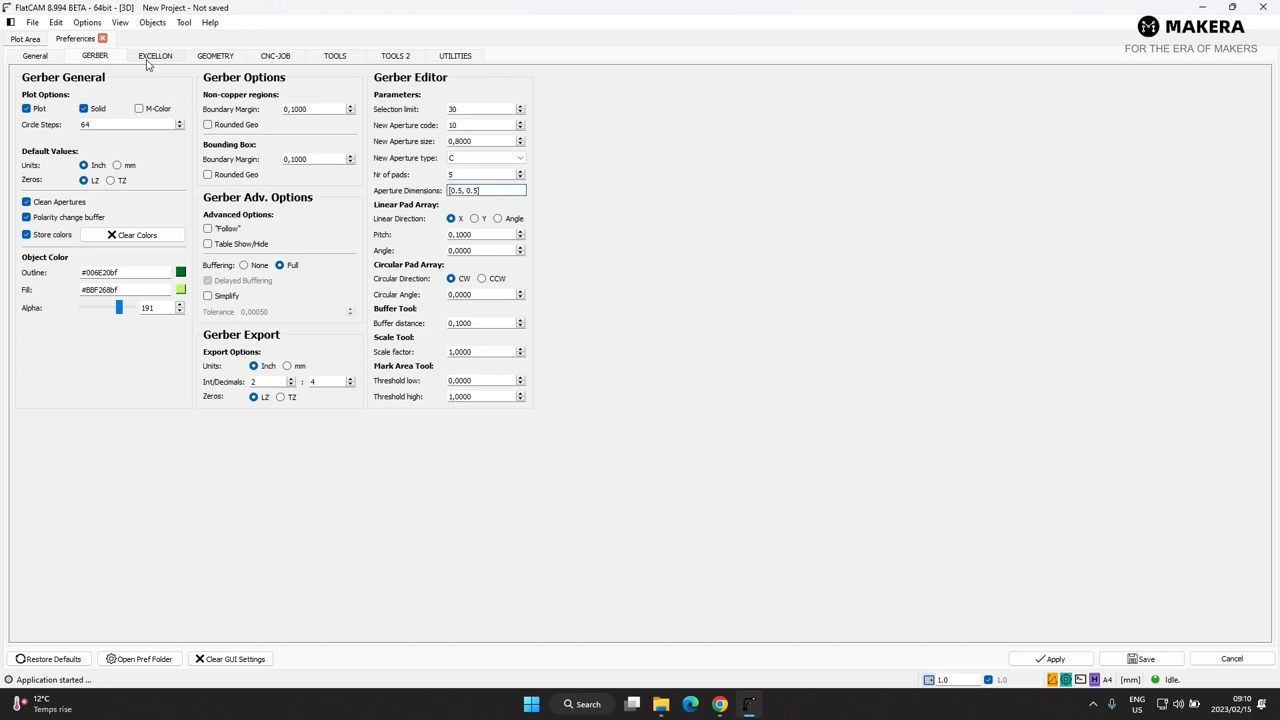 FlatCAM 8.994 BETA - 64bit - [3D] New Project - Not saved
File Edit Options View Objects Tool Help
MAKERA
FOR THE ERA OF MAKERS
Plot Area Preferences
General GERBER EXCELLON GEOMETRY CNC-JOB TOOLS TOOLS 2 UTILITIES
Gerber General
Plot Options:
Plot Solid M-Color
Circle Steps: 64
Default Values:
Units: Inch mm
Zeros: LZ TZ
Clean Apertures
Polarity change buffer
Store colors Clear Colors
Object Color
Outline: #006E20bf
Fill: #BBF268bf
Alpha: 191
Gerber Options
Non-copper regions:
Boundary Margin: 0,1000
Rounded Geo
Bounding Box:
Boundary Margin: 0,1000
Rounded Geo
Gerber Adv. Options
Advanced Options:
"Follow"
Table Show/Hide
Buffering: None Full
Delayed Buffering
Simplify
Tolerance 0,00050
Gerber Export
Export Options:
Units: Inch mm
Int/Decimals: 2 : 4
Zeros: LZ TZ
Gerber Editor
Parameters:
Selection limit: 30
New Aperture code: 10
New Aperture size: 0,8000
New Aperture type: C
Nr of pads: 5
Aperture Dimensions: [0.5, 0.5]
Linear Pad Array:
Linear Direction: X Y Angle
Pitch: 0,1000
Angle: 0,0000
Circular Pad Array:
Circular Direction: CW CCW
Circular Angle: 0,0000
Buffer Tool:
Buffer distance: 0,1000
Scale Tool:
Scale factor: 1,0000
Mark Area Tool:
Threshold low: 0,0000
Threshold high: 1,0000
Restore Defaults Open Pref Folder Clear GUI Settings Apply Save Cancel
Application started ... 1.0 1.0 H A4 [mm] Idle.
12°C
Temps rise
Search
ENG
US
09:10
2023/02/15